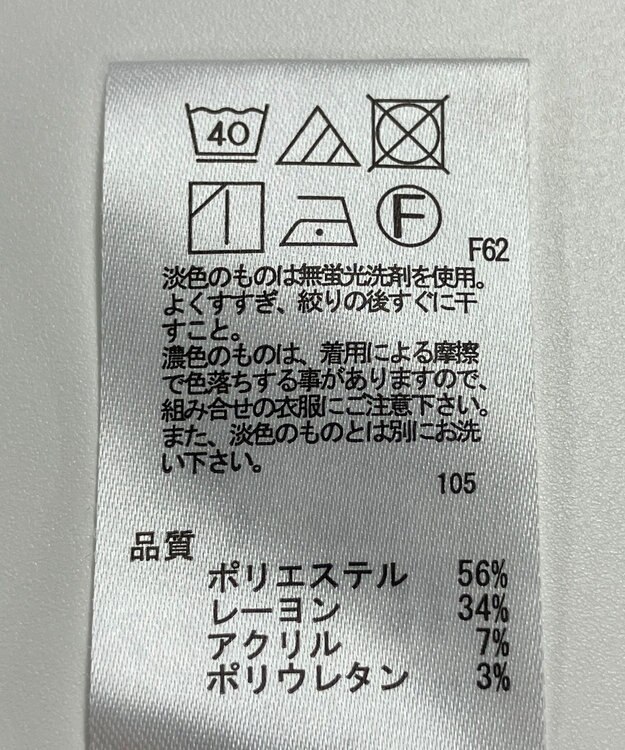 40
F
F62
淡色のものは無蛍光洗剤を使用。
よくすすぎ、絞りの後すぐに干
すこと。
濃色のものは、着用による摩擦
で色落ちする事がありますので、
組み合せの衣服にご注意下さい。
また、淡色のものとは別にお洗
い下さい。
105
品質
ポリエステル 56%
レーヨン 34%
アクリル 7%
ポリウレタン 3%